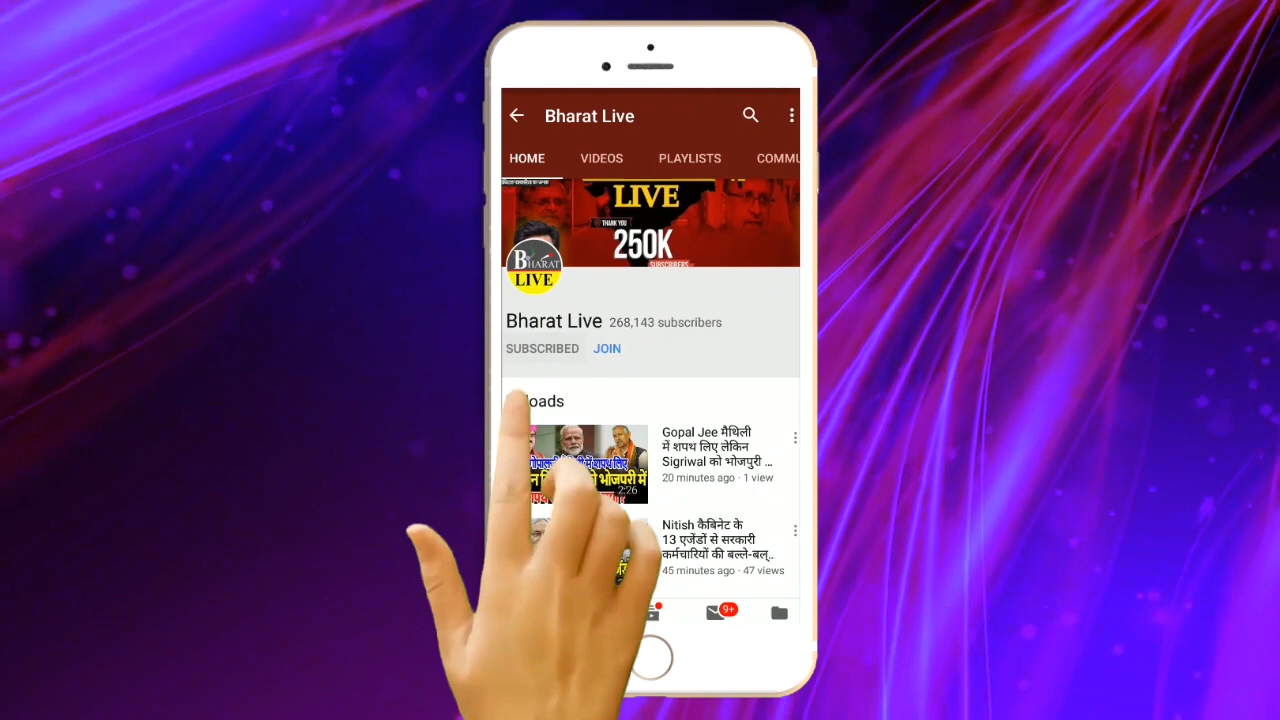 Bharat Live
HOME VIDEOS PLAYLISTS COMMU
LIVE
THANK YOU
250K
SUBSCRIBERS
BHARAT
LIVE
Bharat Live 268,143 subscribers
SUBSCRIBED JOIN
loads
Gopal Jee मैथिली
में शपथ लिए लेकिन
Sigriwal को भोजपुरी ...
20 minutes ago · 1 view
में शपथ लिए
भोजपुरी में
2:26
Nitish कैबिनेट के
13 एजेंडों से सरकारी
कर्मचारियों की बल्ले-बल्..
45 minutes ago · 47 views
9+